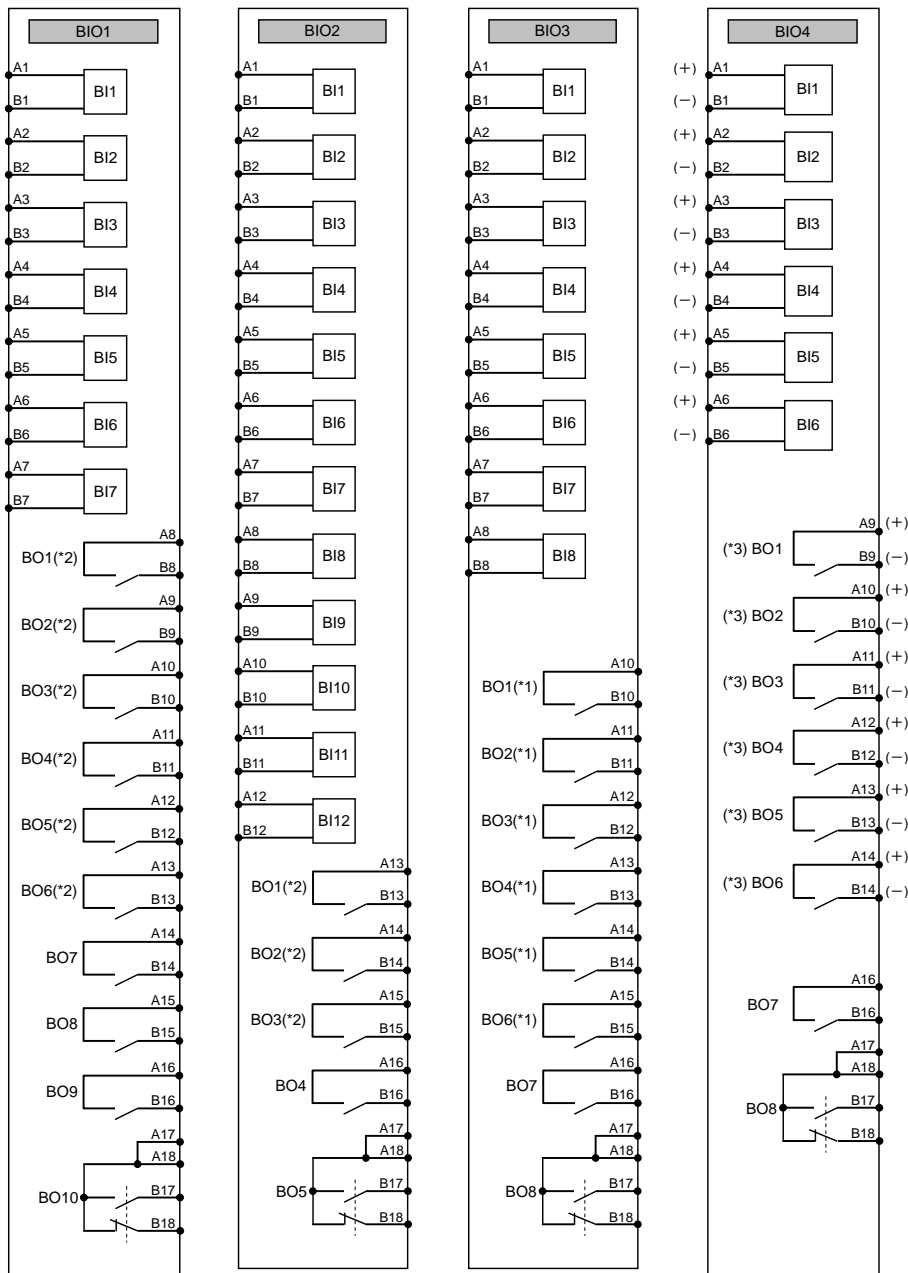 BIO1
A1
BI1
B1
A2
BI2
B2
A3
BI3
B3
A4
BI4
B4
A5
BI5
B5
A6
BI6
B6
A7
BI7
B7
A8
BO1(*2)
B8
A9
BO2(*2)
B9
A10
BO3(*2)
B10
A11
BO4(*2)
B11
A12
BO5(*2)
B12
A13
BO6(*2)
B13
A14
BO7
B14
A15
BO8
B15
A16
BO9
B16
A17
A18
BO10
B17
B18
BIO2
A1
BI1
B1
A2
BI2
B2
A3
BI3
B3
A4
BI4
B4
A5
BI5
B5
A6
BI6
B6
A7
BI7
B7
A8
BI8
B8
A9
BI9
B9
A10
BI10
B10
A11
BI11
B11
A12
BI12
B12
A13
BO1(*2)
B13
A14
BO2(*2)
B14
A15
BO3(*2)
B15
A16
BO4
B16
A17
A18
BO5
B17
B18
BIO3
A1
BI1
B1
A2
BI2
B2
A3
BI3
B3
A4
BI4
B4
A5
BI5
B5
A6
BI6
B6
A7
BI7
B7
A8
BI8
B8
A10
BO1(*1)
B10
A11
BO2(*1)
B11
A12
BO3(*1)
B12
A13
BO4(*1)
B13
A14
BO5(*1)
B14
A15
BO6(*1)
B15
A16
BO7
B16
A17
A18
BO8
B17
B18
BIO4
(+) A1
BI1
(−) B1
(+) A2
BI2
(−) B2
(+) A3
BI3
(−) B3
(+) A4
BI4
(−) B4
(+) A5
BI5
(−) B5
(+) A6
BI6
(−) B6
A9 (+)
(*3) BO1
B9 (−)
A10 (+)
(*3) BO2
B10 (−)
A11 (+)
(*3) BO3
B11 (−)
A12 (+)
(*3) BO4
B12 (−)
A13 (+)
(*3) BO5
B13 (−)
A14 (+)
(*3) BO6
B14 (−)
A16
BO7
B16
A17
A18
BO8
B17
B18